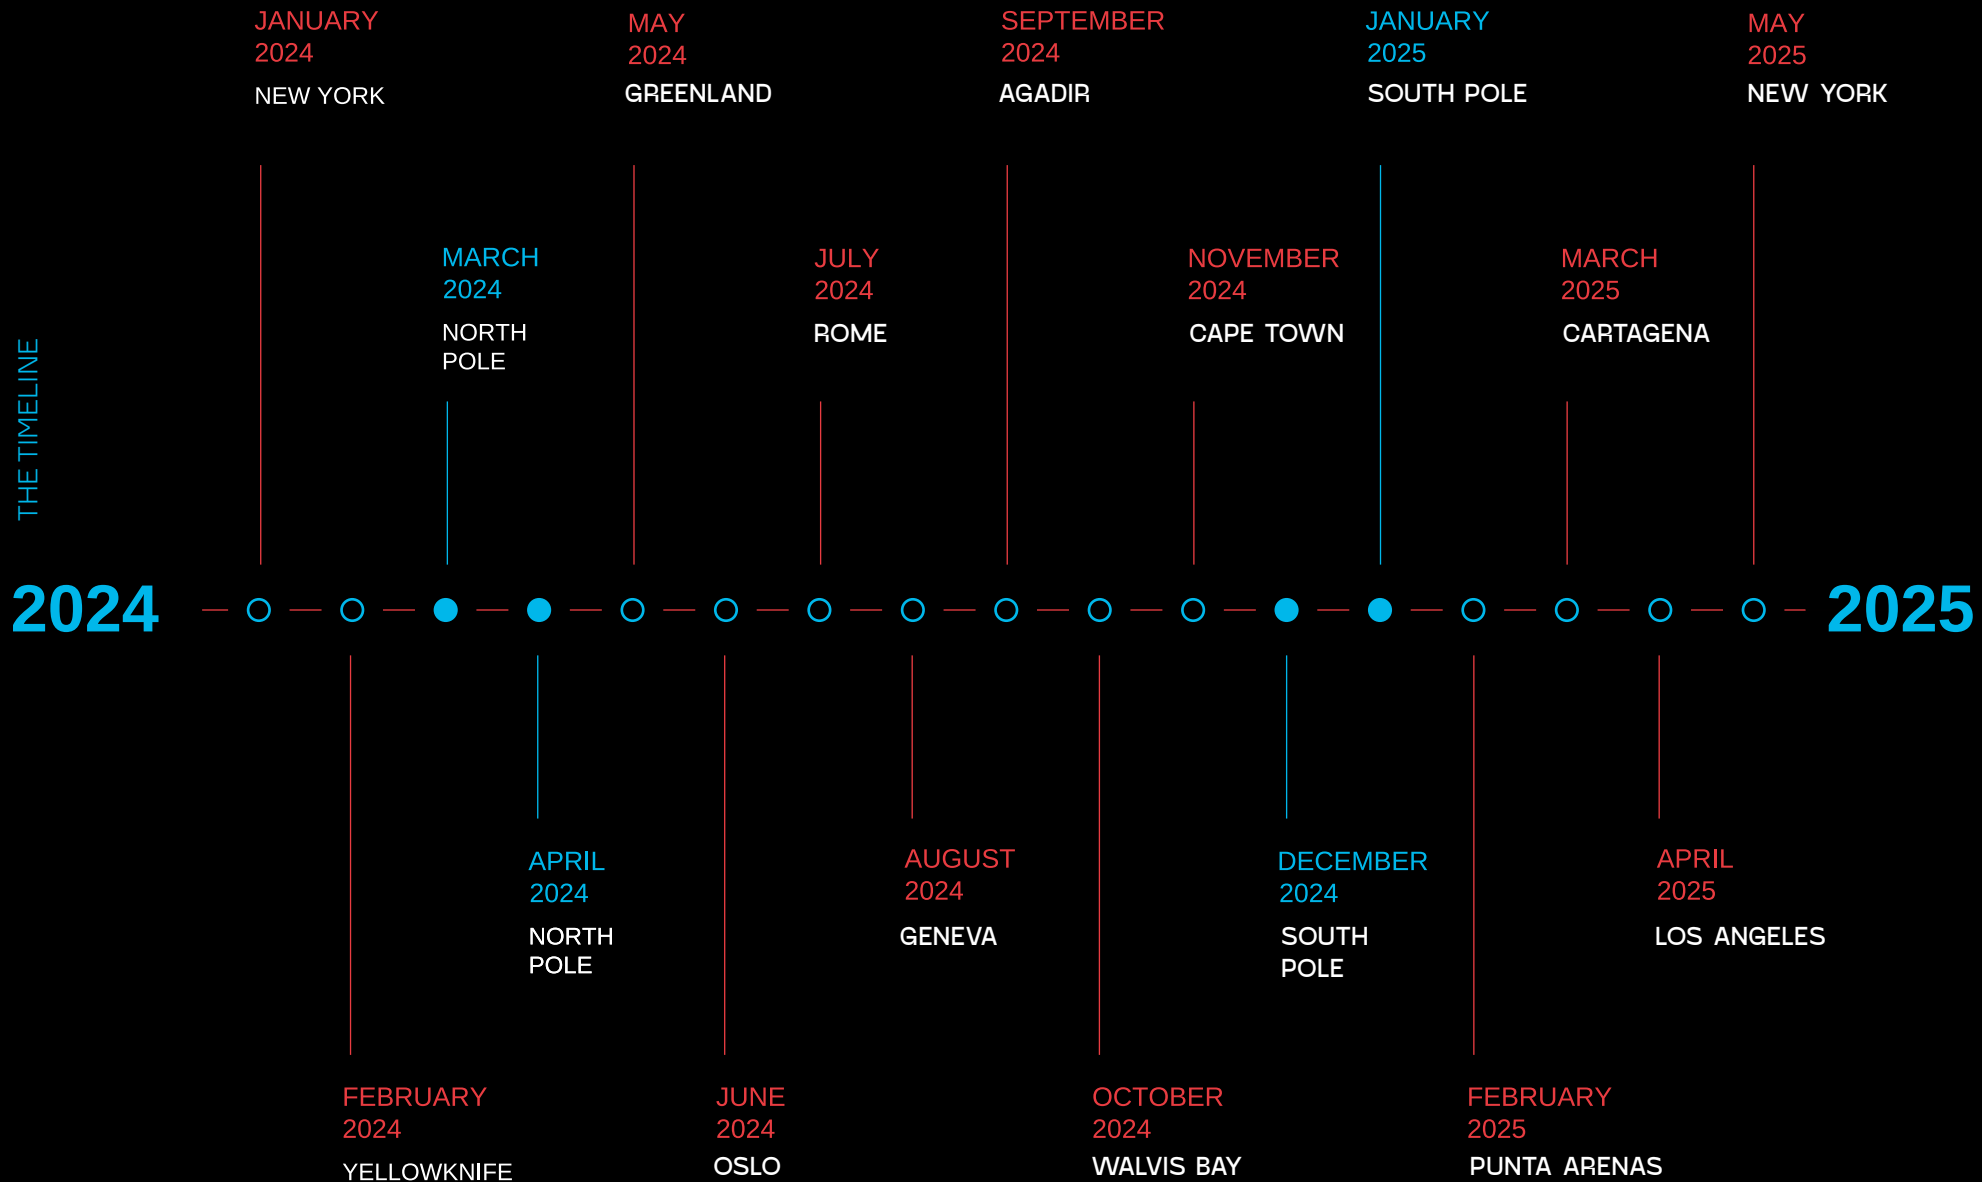 JANUARY
2024
NEW YORK
MAY
2024
GREENLAND
SEPTEMBER
2024
AGADIR
JANUARY
2025
SOUTH POLE
MAY
2025
NEW YORK
MARCH
2024
NORTH
POLE
JULY
2024
ROME
NOVEMBER
2024
CAPE TOWN
MARCH
2025
CARTAGENA
THE TIMELINE
2024
2025
APRIL
2024
NORTH
POLE
AUGUST
2024
GENEVA
DECEMBER
2024
SOUTH
POLE
APRIL
2025
LOS ANGELES
FEBRUARY
2024
YELLOWKNIFE
JUNE
2024
OSLO
OCTOBER
2024
WALVIS BAY
FEBRUARY
2025
PUNTA ARENAS